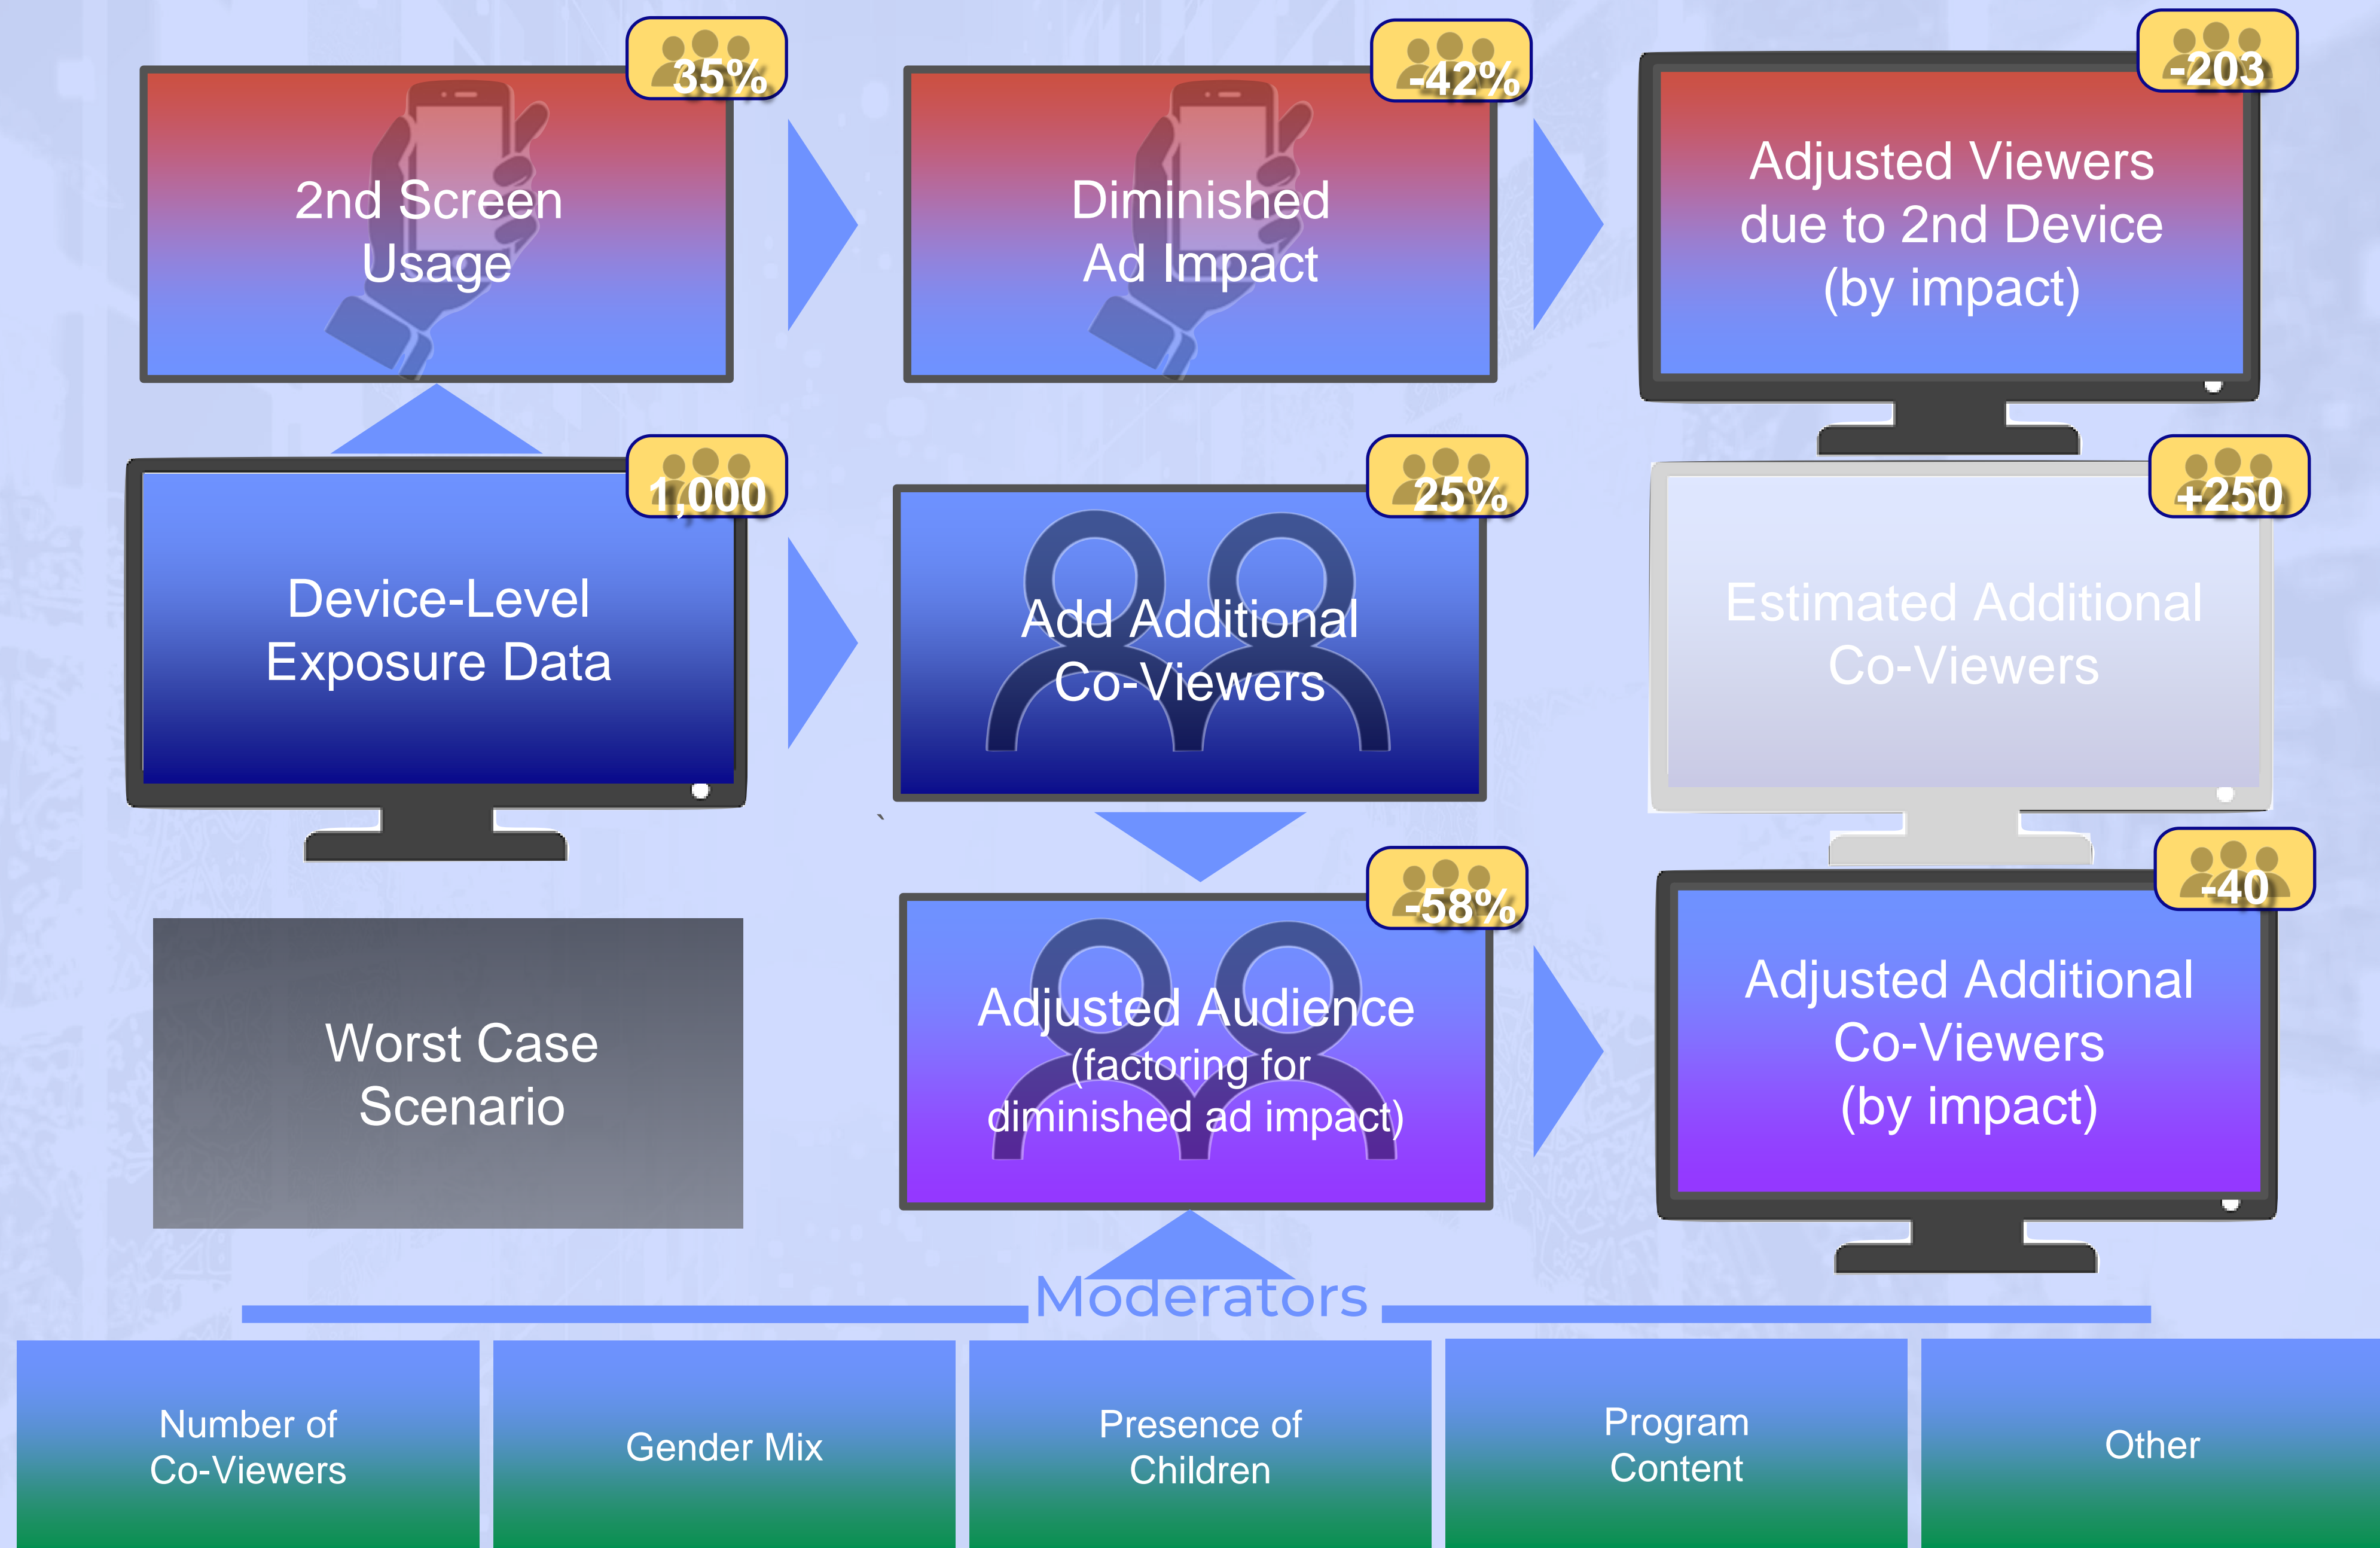 35%
2nd Screen
Usage
-42%
Diminished
Ad Impact
-203
Adjusted Viewers
due to 2nd Device
(by impact)
1,000
Device-Level
Exposure Data
25%
Add Additional
Co-Viewers
+250
Estimated Additional
Co-Viewers
`
Worst Case
Scenario
-58%
Adjusted Audience
(factoring for
diminished ad impact)
-40
Adjusted Additional
Co-Viewers
(by impact)
Moderators
Number of
Co-Viewers
Gender Mix
Presence of
Children
Program
Content
Other